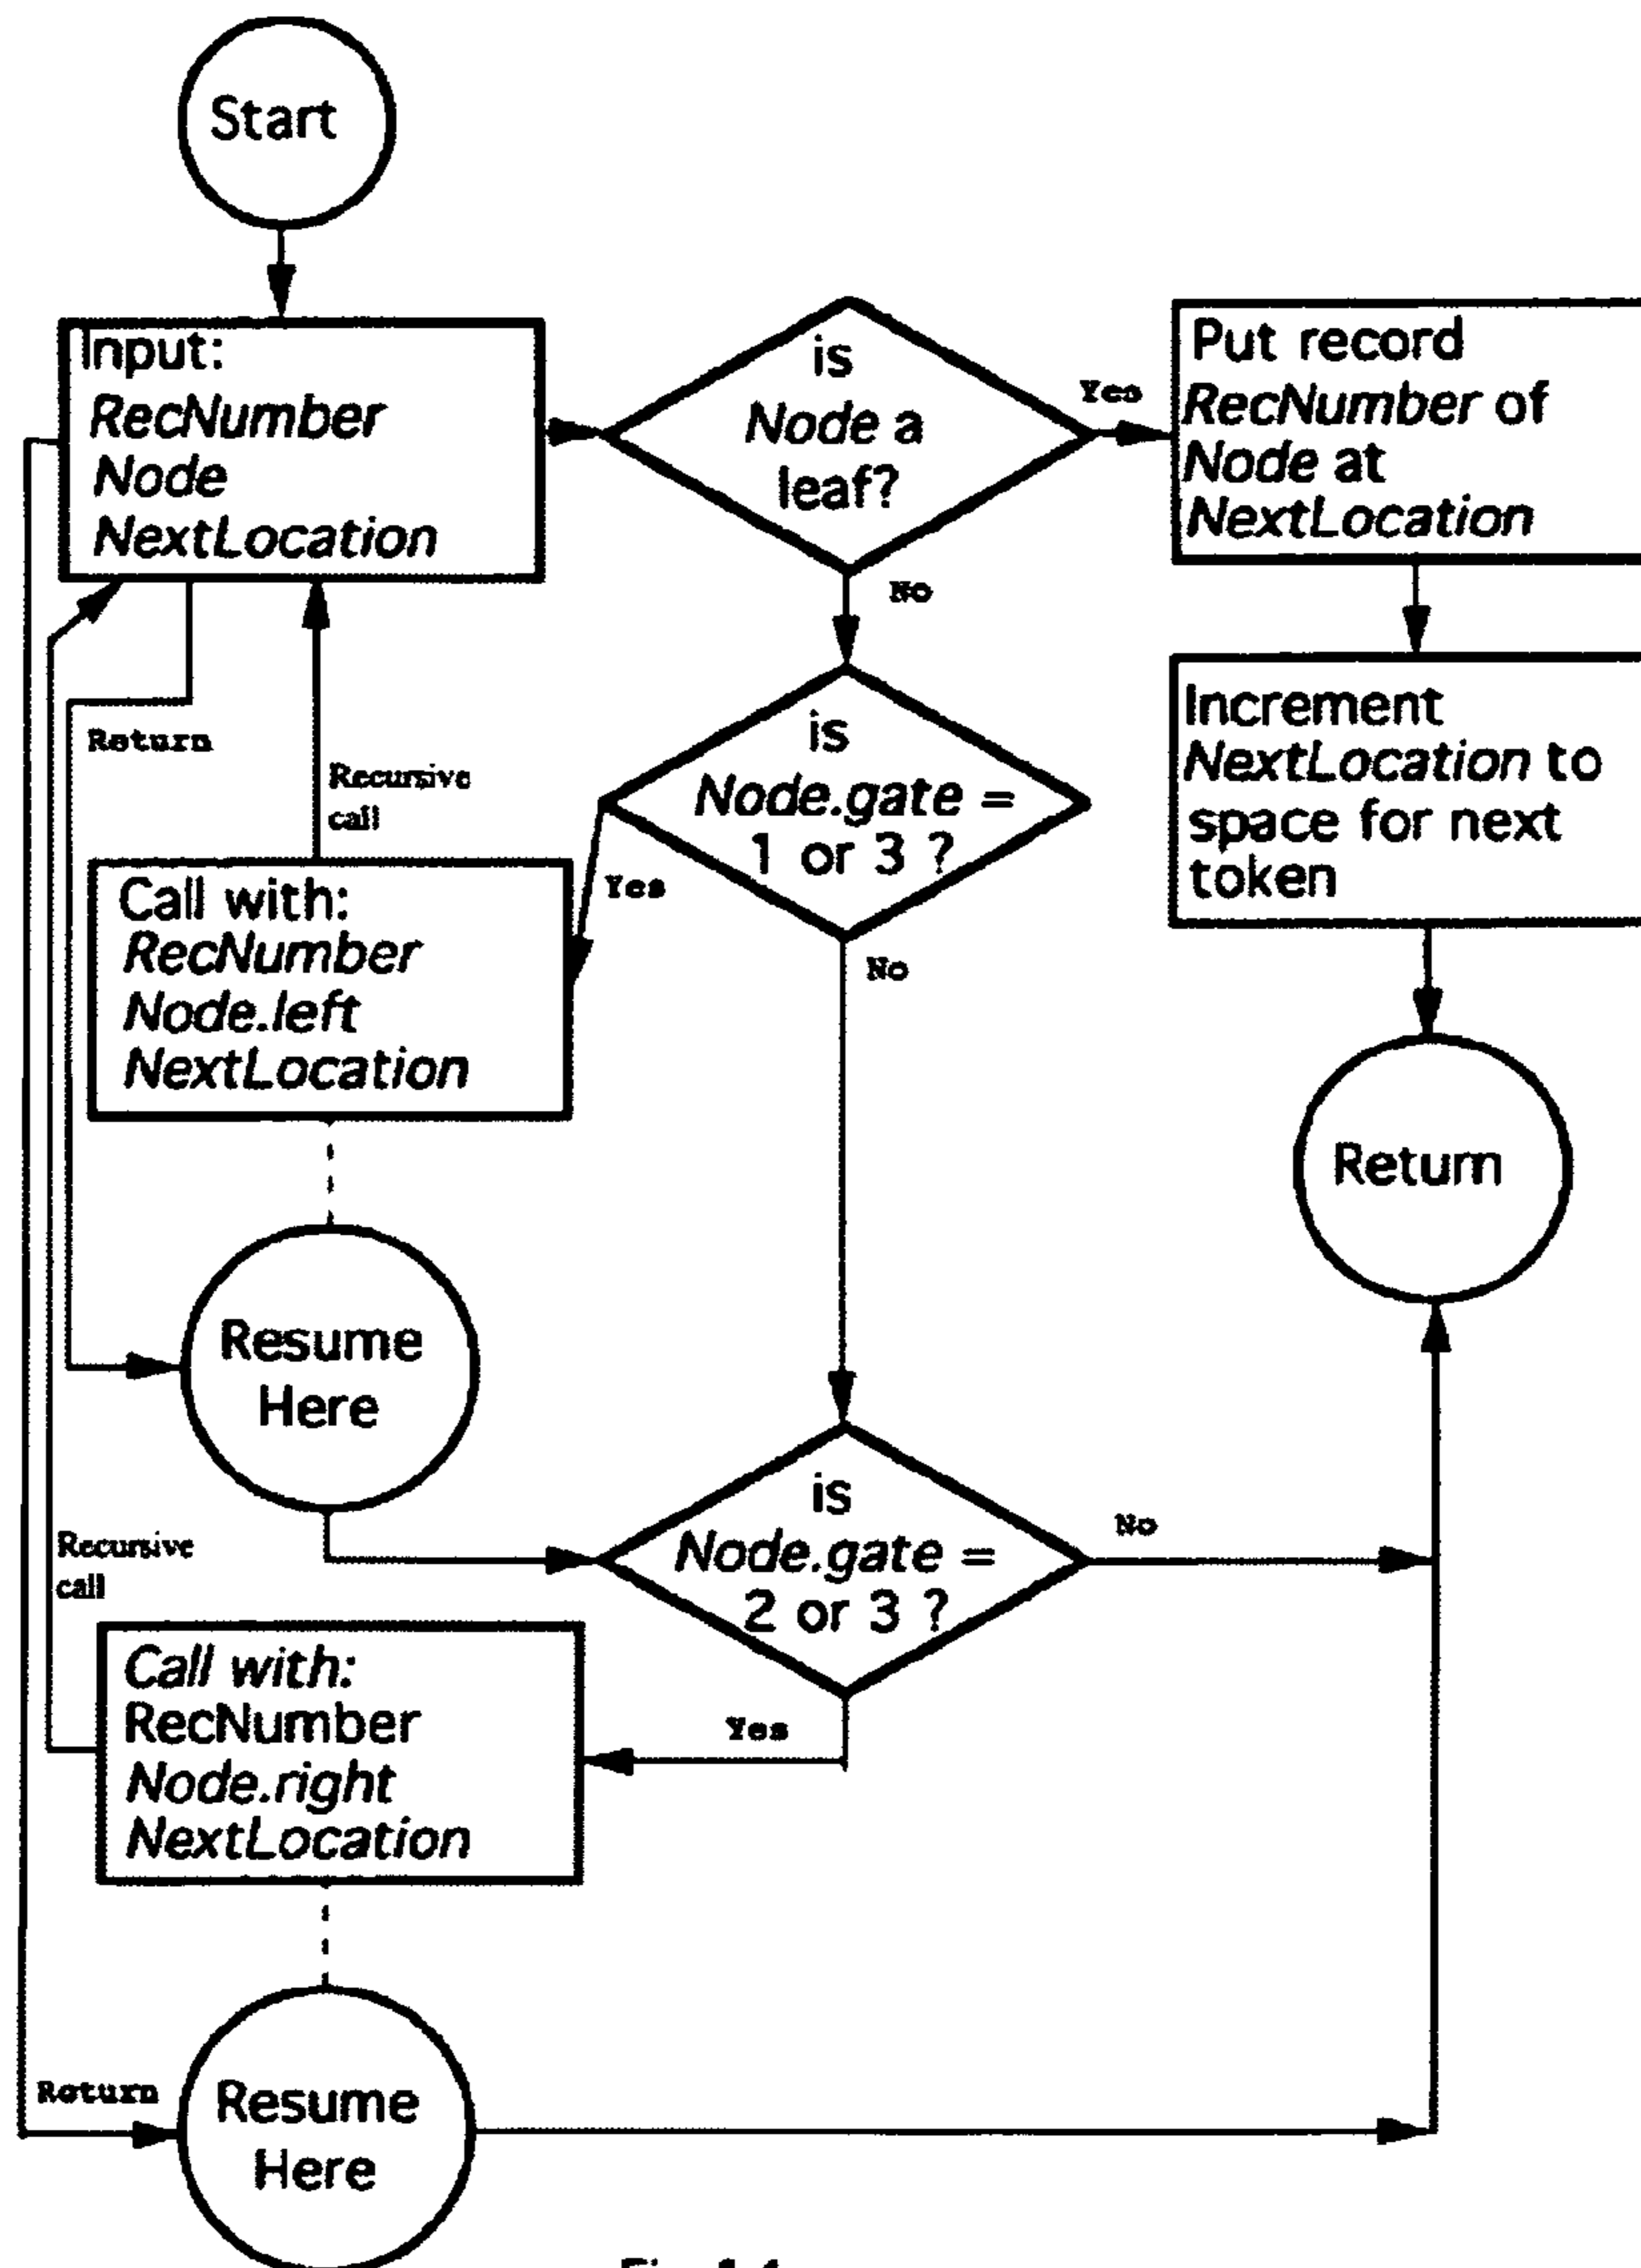 Start
Input:
RecNumber
Node
NextLocation
is
Node a
leaf?
Yes
Put record
RecNumber of
Node at
NextLocation
No
Increment
NextLocation to
space for next
token
Return
is
Node.gate =
1 or 3 ?
Yes
No
Return
Recursive
call
Call with:
RecNumber
Node.left
NextLocation
Resume
Here
is
Node.gate =
2 or 3 ?
No
Yes
Recursive
call
Call with:
RecNumber
Node.right
NextLocation
Return
Resume
Here